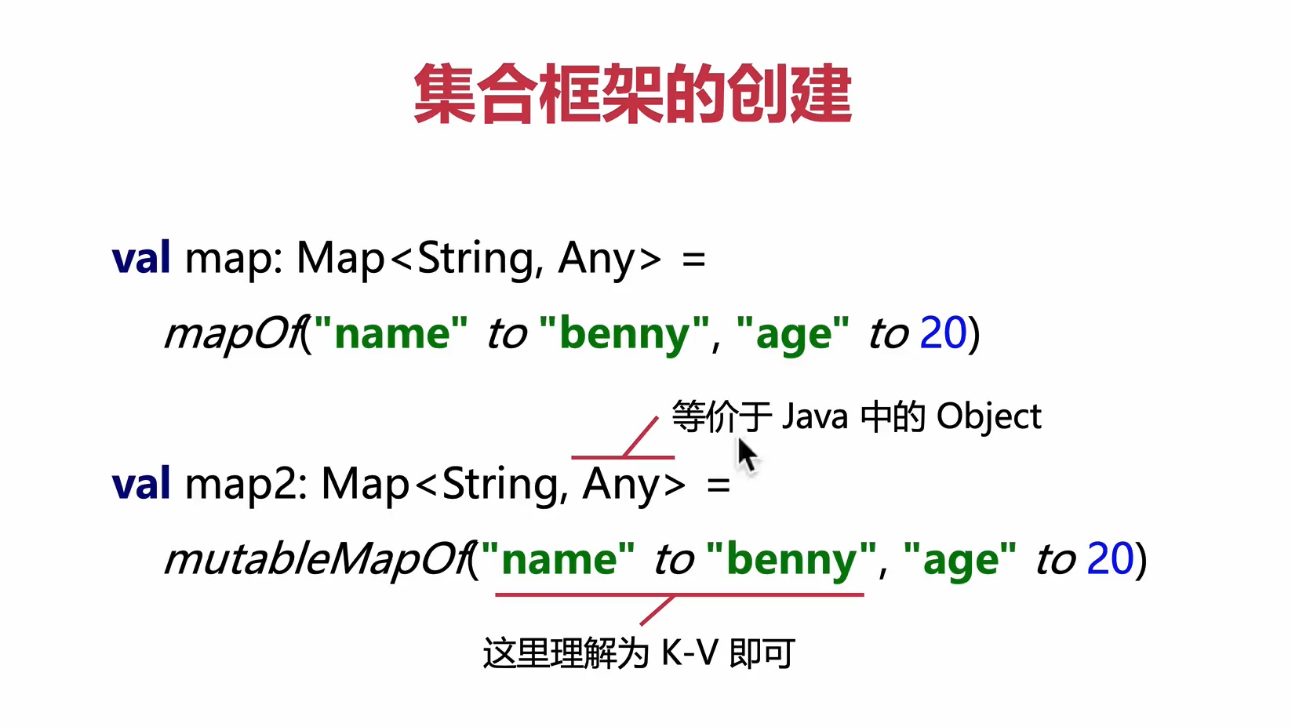 集合框架的创建
val map: Map<String, Any> =
mapOf("name" to "benny", "age" to 20)
等价于 Java 中的 Object
val map2: Map<String, Any> =
mutableMapOf("name" to "benny", "age" to 20)
这里理解为 K-V 即可